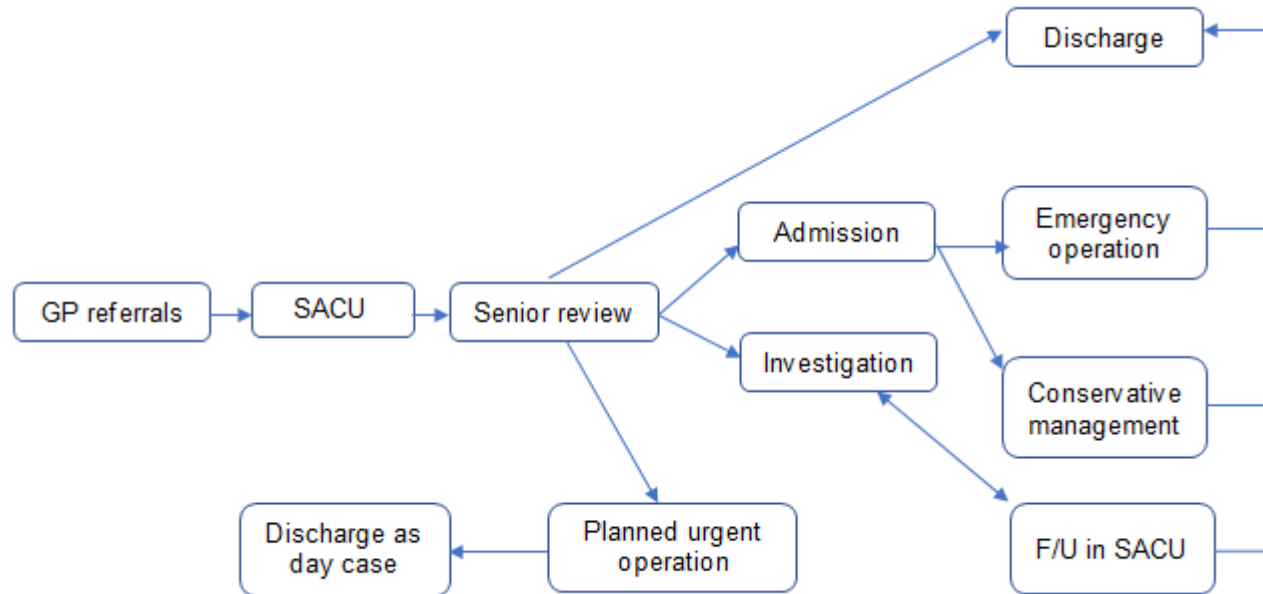 Discharge
Admission
Emergency
operation
GP referrals
SACU
Senior review
Investigation
Conservative
management
Discharge as
day case
Planned urgent
operation
F/U in SACU